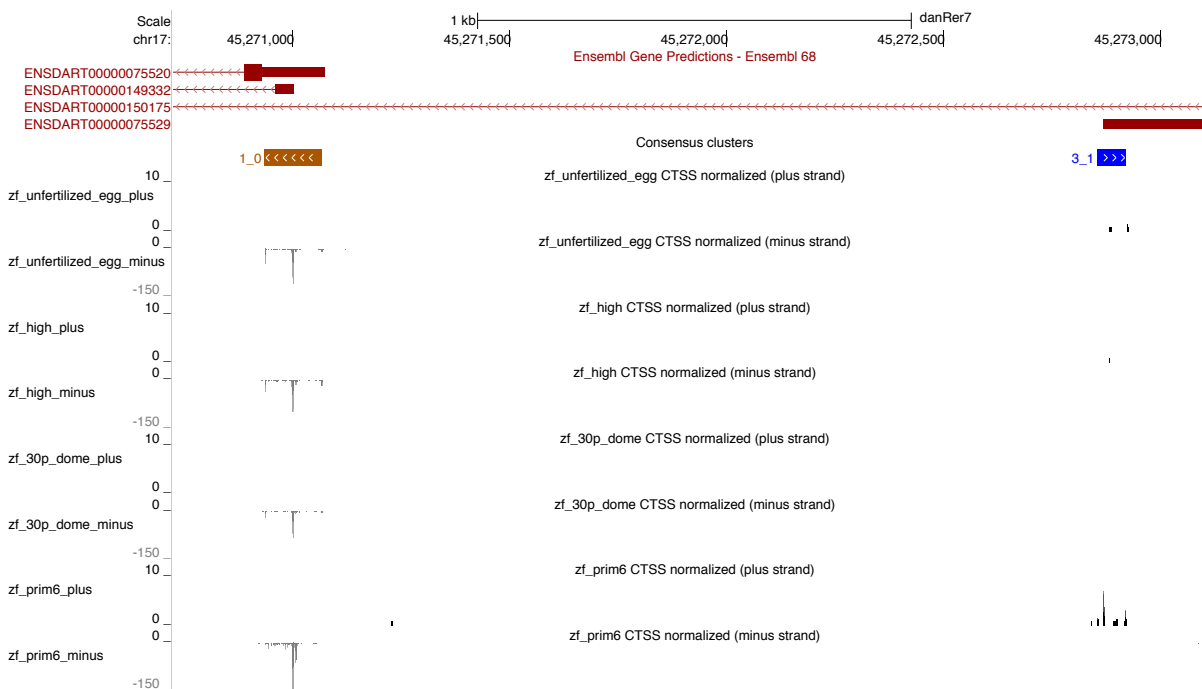 Scale 1 kb danRer7
chr17: 45,271,000 45,271,500 45,272,000 45,272,500 45,273,000
Ensembl Gene Predictions - Ensembl 68
ENSDART00000075520
ENSDART00000149332
ENSDART00000150175
ENSDART00000075529
Consensus clusters
1_0 3_1
zf_unfertilized_egg CTSS normalized (plus strand)
10
zf_unfertilized_egg_plus
0
zf_unfertilized_egg CTSS normalized (minus strand)
0
zf_unfertilized_egg_minus
-150
zf_high CTSS normalized (plus strand)
10
zf_high_plus
0
zf_high CTSS normalized (minus strand)
0
zf_high_minus
-150
zf_30p_dome CTSS normalized (plus strand)
10
zf_30p_dome_plus
0
zf_30p_dome CTSS normalized (minus strand)
0
zf_30p_dome_minus
-150
zf_prim6 CTSS normalized (plus strand)
10
zf_prim6_plus
0
zf_prim6 CTSS normalized (minus strand)
0
zf_prim6_minus
-150